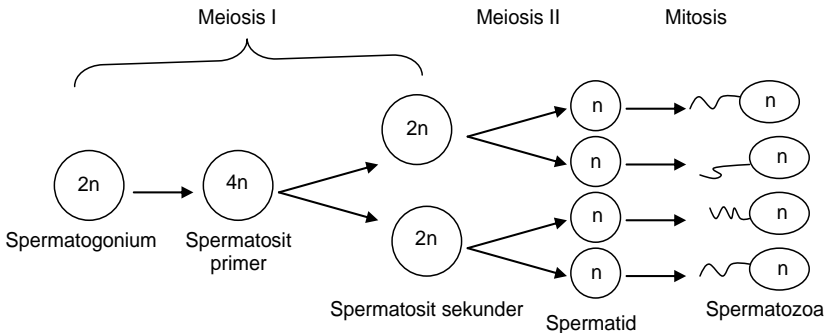 Meiosis I
Meiosis II
Mitosis
2n
4n
2n
2n
n
n
n
n
n
n
n
n
Spermatogonium
Spermatosit
primer
Spermatosit sekunder
Spermatid
Spermatozoa